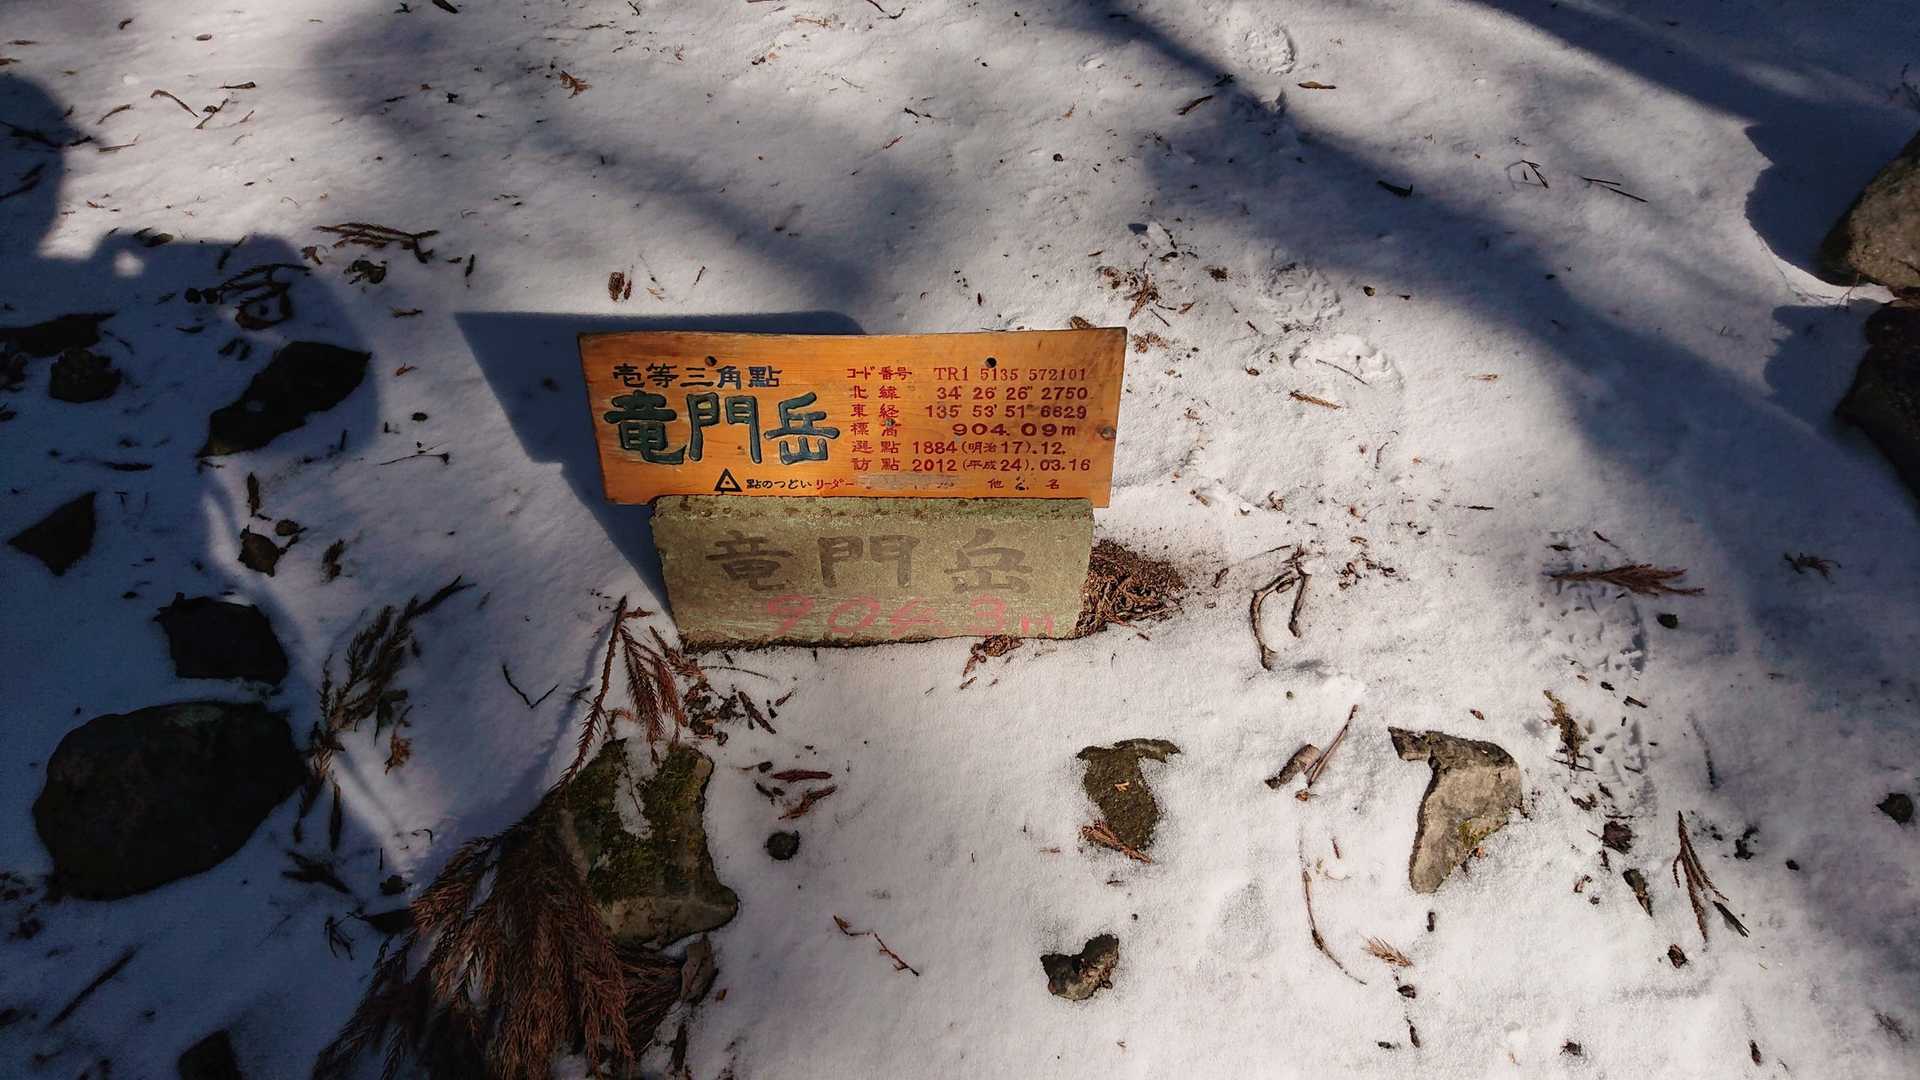 壱等三角點
竜門岳
コード番号 TR1 5135 572101
北緯 34°26'26"2750
東経 135°53'51"6629
標高 904.09m
選點 1884(明治17).12.
訪點 2012(平成24).03.16
點のつどい リーダー 他 名
竜門岳
904.3m